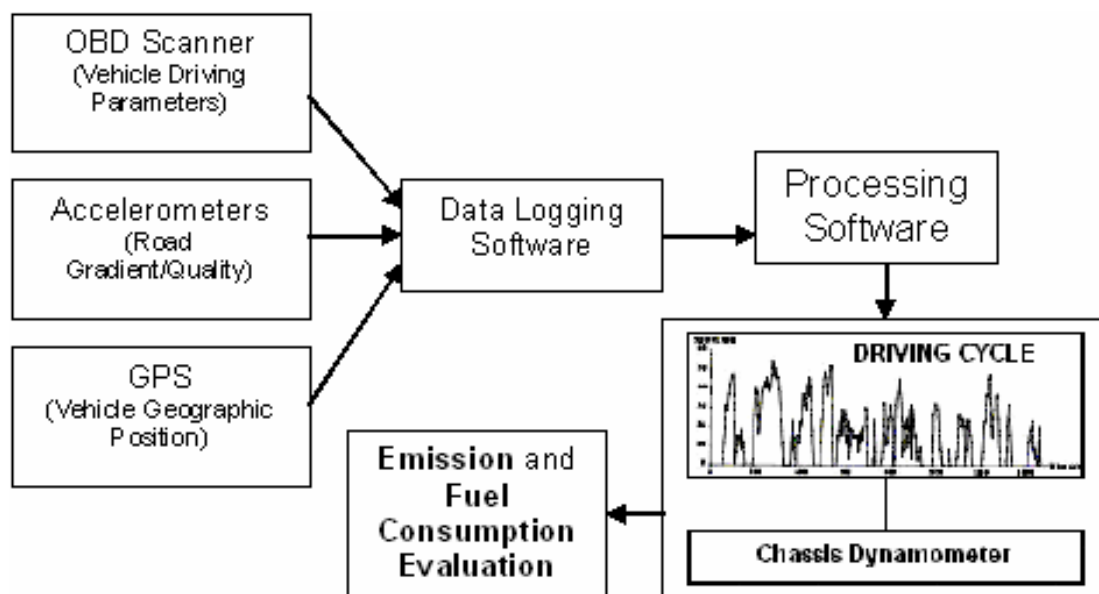 OBD Scanner
(Vehicle Driving
Parameters)
Accelerometers
(Road
Gradient/Quality)
GPS
(Vehicle Geographic
Position)
Data Logging
Software
Processing
Software
DRIVING CYCLE
Chassis Dynamometer
Emission and
Fuel
Consumption
Evaluation